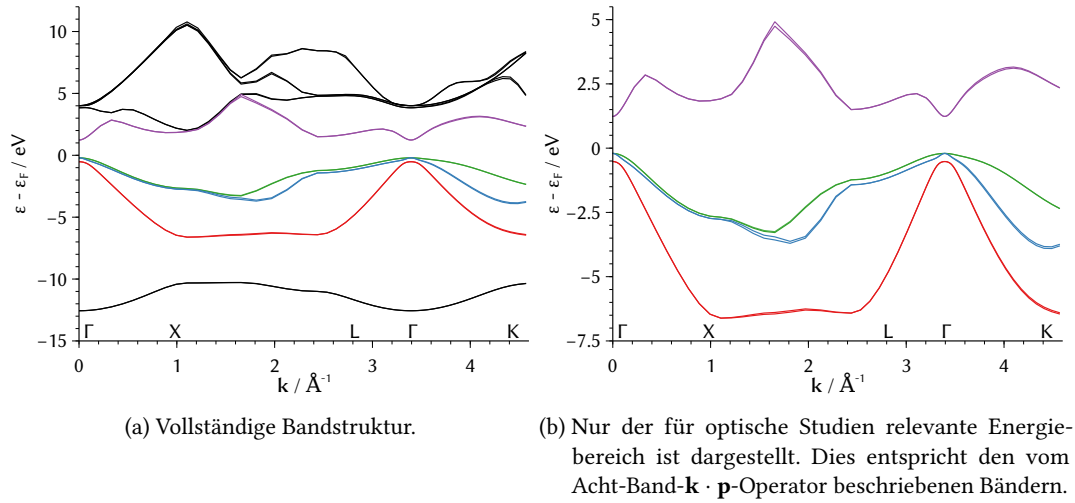 10
5
0
−5
−10
−15
ε - ε_F / eV
Γ X L Γ K
0 1 2 3 4
k / Å⁻¹
(a) Vollständige Bandstruktur.
5
2.5
0
−2.5
−5
−7.5
ε - ε_F / eV
Γ X L Γ K
0 1 2 3 4
k / Å⁻¹
(b) Nur der für optische Studien relevante Energie-
bereich ist dargestellt. Dies entspricht den vom
Acht-Band-k · p-Operator beschriebenen Bändern.